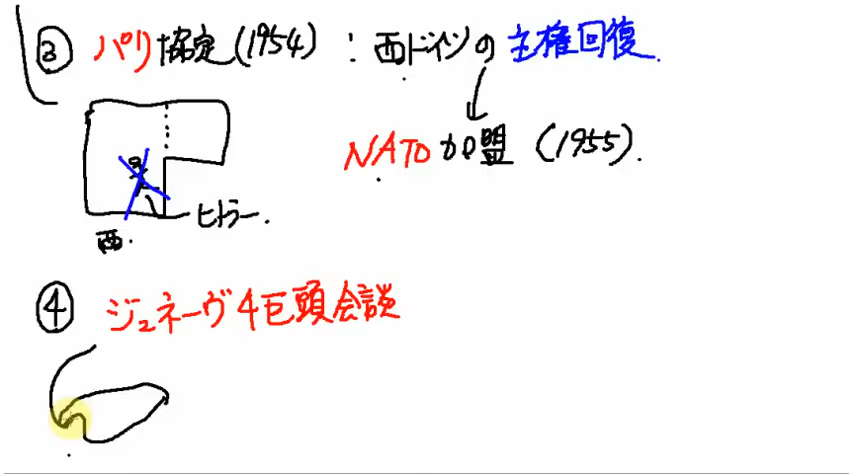 ③ パリ協定(1954) : 西ドイツの主権回復.
NATO加盟 (1955).
ヒトラー.
西.
④ ジュネーヴ4巨頭会談